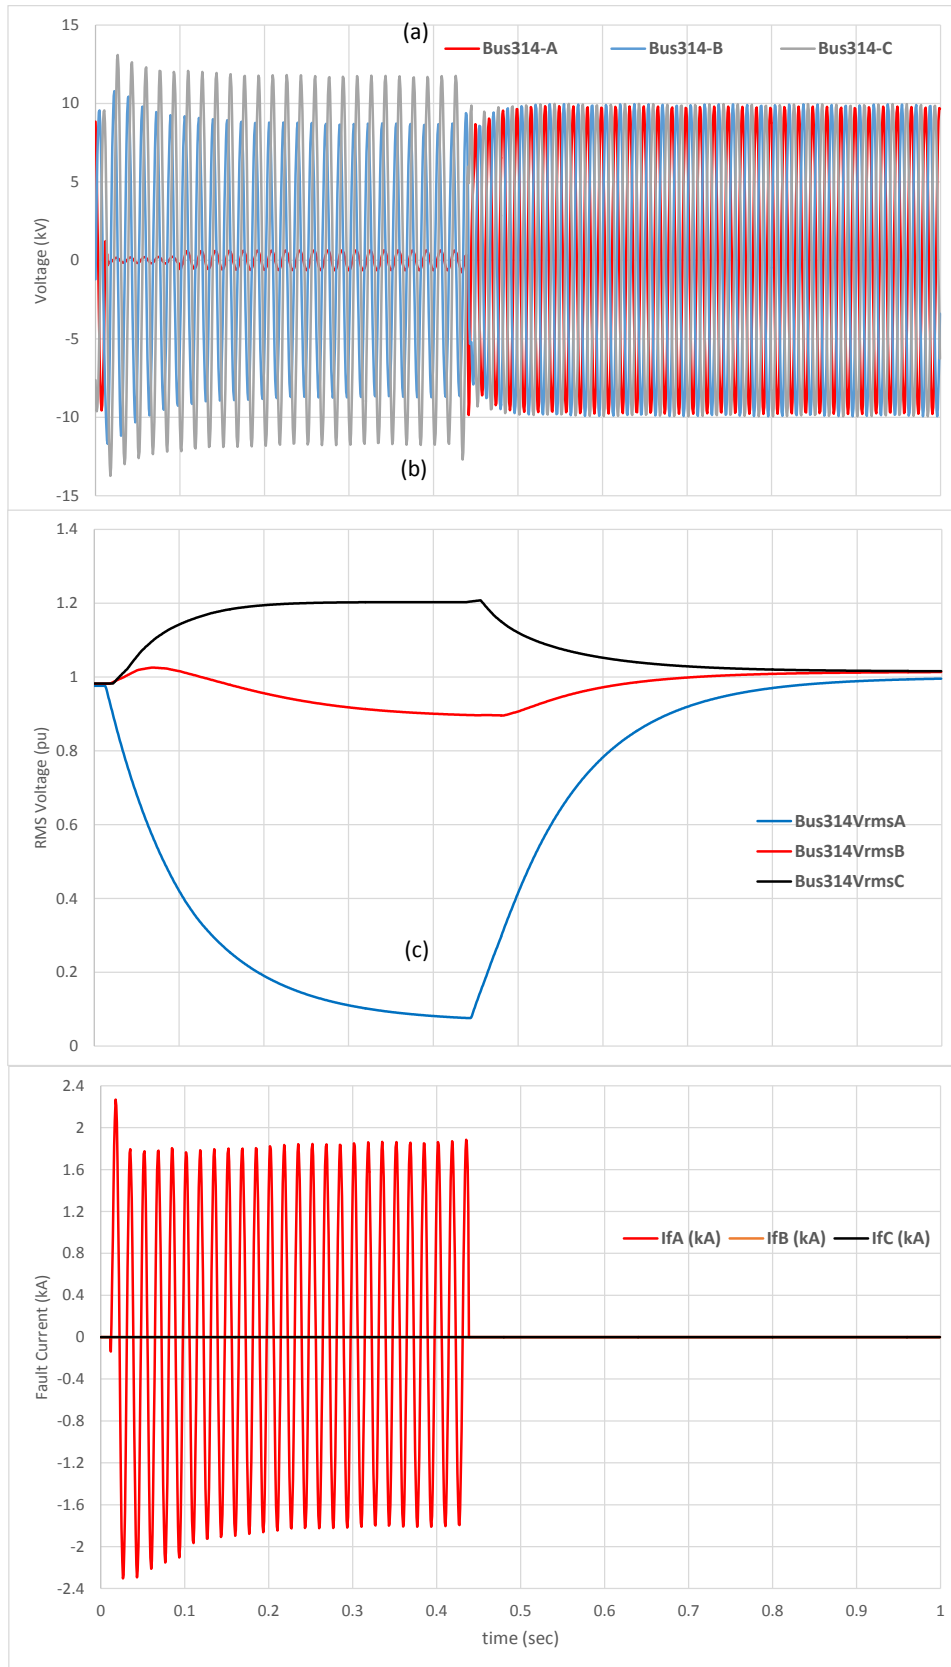 (a)
Bus314-A Bus314-B Bus314-C
15
10
5
0
-5
-10
-15
Voltage (kV)
(b)
1.4
1.2
1
0.8
0.6
0.4
0.2
0
RMS Voltage (pu)
Bus314VrmsA
Bus314VrmsB
Bus314VrmsC
(c)
2.4
2
1.6
1.2
0.8
0.4
0
-0.4
-0.8
-1.2
-1.6
-2
-2.4
Fault Current (kA)
IfA (kA) IfB (kA) IfC (kA)
0 0.1 0.2 0.3 0.4 0.5 0.6 0.7 0.8 0.9 1
time (sec)